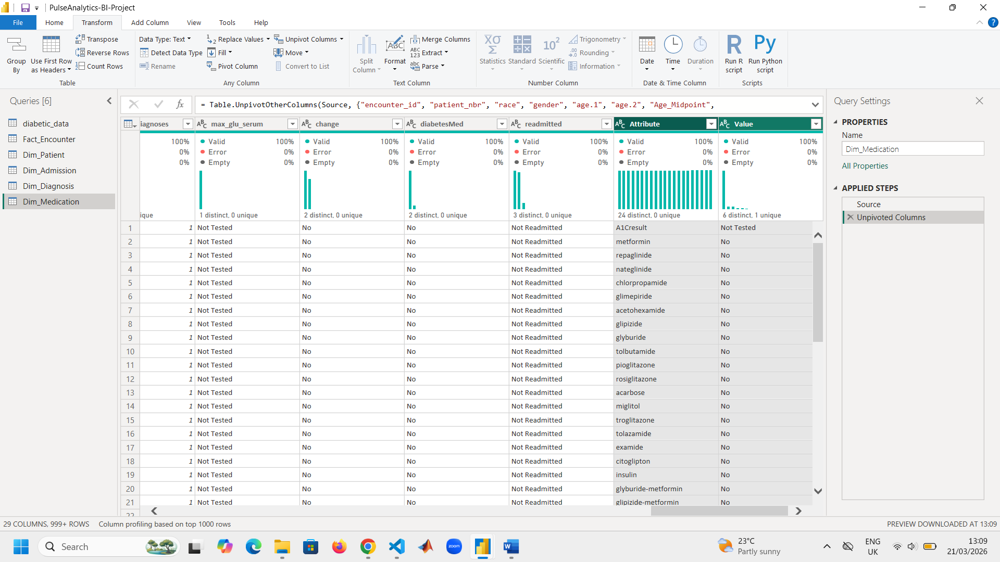 PulseAnalytics-BI-Project
File Home Transform Add Column View Tools Help
Group By
Use First Row as Headers
Transpose
Reverse Rows
Count Rows
Table
Data Type: Text
Detect Data Type
Rename
Replace Values
Fill
Pivot Column
Unpivot Columns
Move
Convert to List
Any Column
Split Column
Format
Merge Columns
Extract
Parse
Text Column
Statistics
Standard
Scientific
Trigonometry
Rounding
Information
Number Column
Date
Time
Duration
Date & Time Column
Run R script
Run Python script
Scripts
Queries [6]
diabetic_data
Fact_Encounter
Dim_Patient
Dim_Admission
Dim_Diagnosis
Dim_Medication
= Table.UnpivotOtherColumns(Source, {"encounter_id", "patient_nbr", "race", "gender", "age.1", "age.2", "Age_Midpoint",
iagnoses max_glu_serum change diabetesMed readmitted Attribute Value
100% Valid 100% Valid 100% Valid 100% Valid 100% Valid 100% Valid 100%
0% Error 0% Error 0% Error 0% Error 0% Error 0% Error 0%
0% Empty 0% Empty 0% Empty 0% Empty 0% Empty 0% Empty 0%
ique 1 distinct, 0 unique 2 distinct, 0 unique 2 distinct, 0 unique 3 distinct, 0 unique 24 distinct, 0 unique 6 distinct, 1 unique
1 1 Not Tested No No Not Readmitted A1Cresult Not Tested
2 1 Not Tested No No Not Readmitted metformin No
3 1 Not Tested No No Not Readmitted repaglinide No
4 1 Not Tested No No Not Readmitted nateglinide No
5 1 Not Tested No No Not Readmitted chlorpropamide No
6 1 Not Tested No No Not Readmitted glimepiride No
7 1 Not Tested No No Not Readmitted acetohexamide No
8 1 Not Tested No No Not Readmitted glipizide No
9 1 Not Tested No No Not Readmitted glyburide No
10 1 Not Tested No No Not Readmitted tolbutamide No
11 1 Not Tested No No Not Readmitted pioglitazone No
12 1 Not Tested No No Not Readmitted rosiglitazone No
13 1 Not Tested No No Not Readmitted acarbose No
14 1 Not Tested No No Not Readmitted miglitol No
15 1 Not Tested No No Not Readmitted troglitazone No
16 1 Not Tested No No Not Readmitted tolazamide No
17 1 Not Tested No No Not Readmitted examide No
18 1 Not Tested No No Not Readmitted citoglipton No
19 1 Not Tested No No Not Readmitted insulin No
20 1 Not Tested No No Not Readmitted glyburide-metformin No
21 1 Not Tested No No Not Readmitted glipizide-metformin No
22
Query Settings
PROPERTIES
Name
Dim_Medication
All Properties
APPLIED STEPS
Source
Unpivoted Columns
29 COLUMNS, 999+ ROWS Column profiling based on top 1000 rows PREVIEW DOWNLOADED AT 13:09
Search
zoom
23°C
Partly sunny
ENG
UK
13:09
21/03/2026